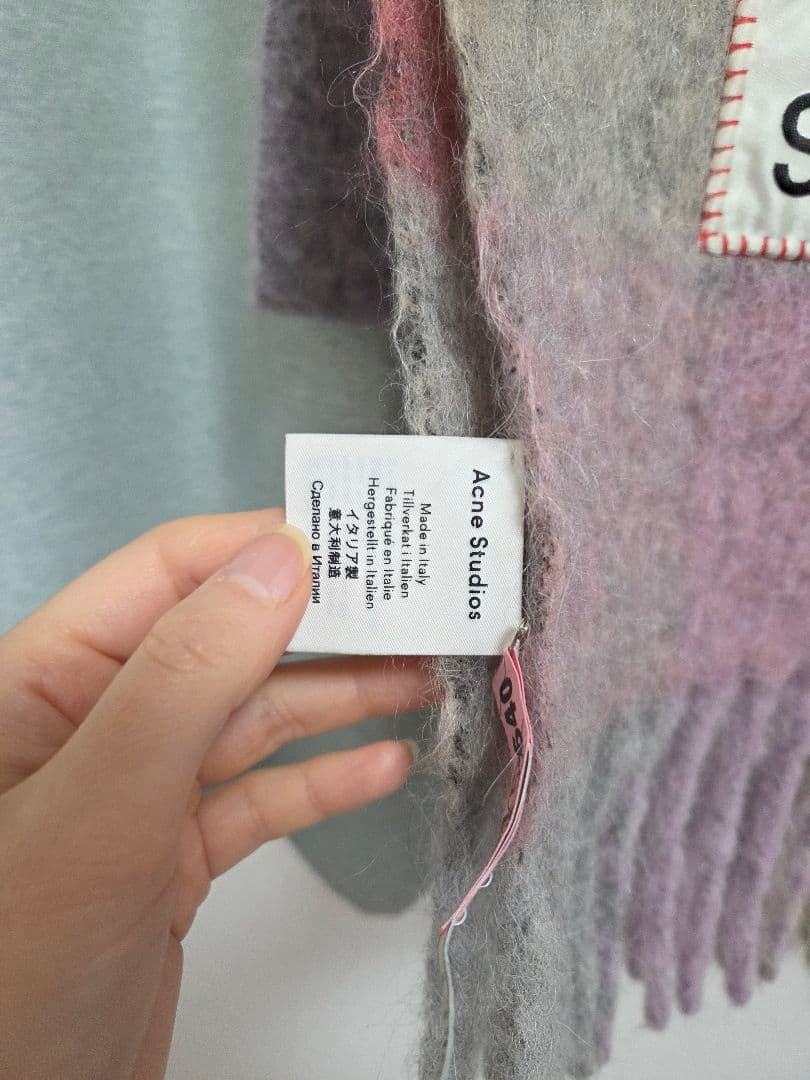 Acne Studios
Made in Italy
Tillverkat i Italien
Fabriqué en Italie
Hergestellt in Italien
イタリア製
意大利制造
Сделано в Италии
S